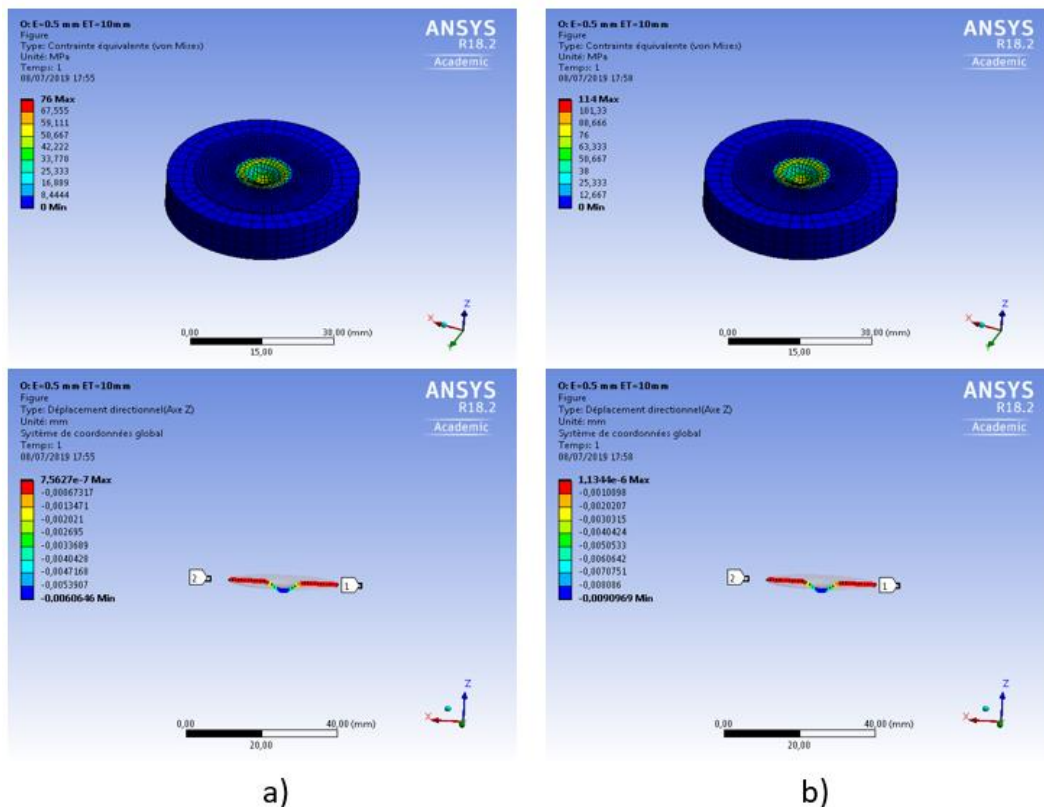 O: E=0.5 mm ET=10mm
Figure
Type: Contrainte équivalente (von Mises)
Unité: MPa
Temps: 1
08/07/2019 17:55
ANSYS
R18.2
Academic
76 Max
67,555
59,111
50,667
42,222
33,778
25,333
16,889
8,4444
0 Min
Z
X
Y
0,00
30,00 (mm)
15,00
O: E=0.5 mm ET=10mm
Figure
Type: Contrainte équivalente (von Mises)
Unité: MPa
Temps: 1
08/07/2019 17:58
ANSYS
R18.2
Academic
114 Max
101,33
88,666
76
63,333
50,667
38
25,333
12,667
0 Min
Z
X
Y
0,00
30,00 (mm)
15,00
O: E=0.5 mm ET=10mm
Figure
Type: Déplacement directionnel(Axe Z)
Unité: mm
Système de coordonnées global
Temps: 1
08/07/2019 17:55
ANSYS
R18.2
Academic
7,5627e-7 Max
-0,00067317
-0,0013471
-0,002021
-0,002695
-0,0033689
-0,0040428
-0,0047168
-0,0053907
-0,0060646 Min
2
1
Z
X
0,00
40,00 (mm)
20,00
O: E=0.5 mm ET=10mm
Figure
Type: Déplacement directionnel(Axe Z)
Unité: mm
Système de coordonnées global
Temps: 1
08/07/2019 17:58
ANSYS
R18.2
Academic
1,1344e-6 Max
-0,0010098
-0,0020207
-0,0030315
-0,0040424
-0,0050533
-0,0060642
-0,0070751
-0,008086
-0,0090969 Min
2
1
Z
X
0,00
40,00 (mm)
20,00
a)
b)